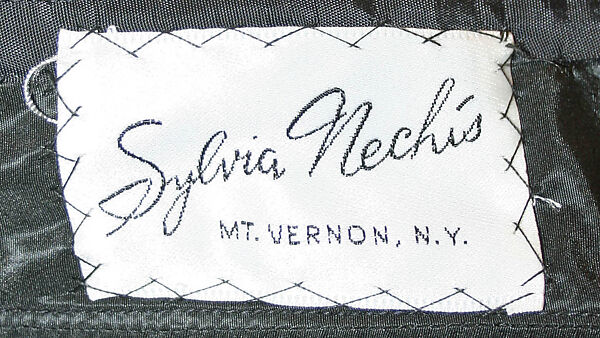 Sylvia Nechis
MT. VERNON, N.Y.